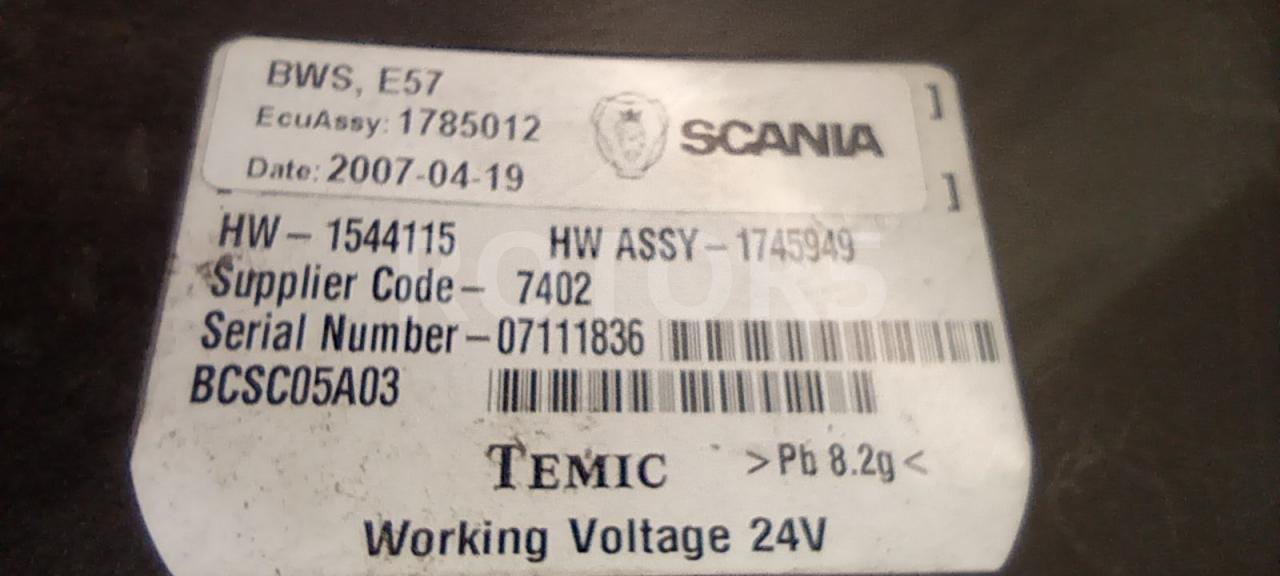 BWS, E57
EcuAssy: 1785012
SCANIA
Date: 2007-04-19
]
]
HW – 1544115 HW ASSY – 1745949
Supplier Code – 7402
Serial Number – 07111836
BCSC05A03
TEMIC >Pb 8.2g<
Working Voltage 24V
ROTORS